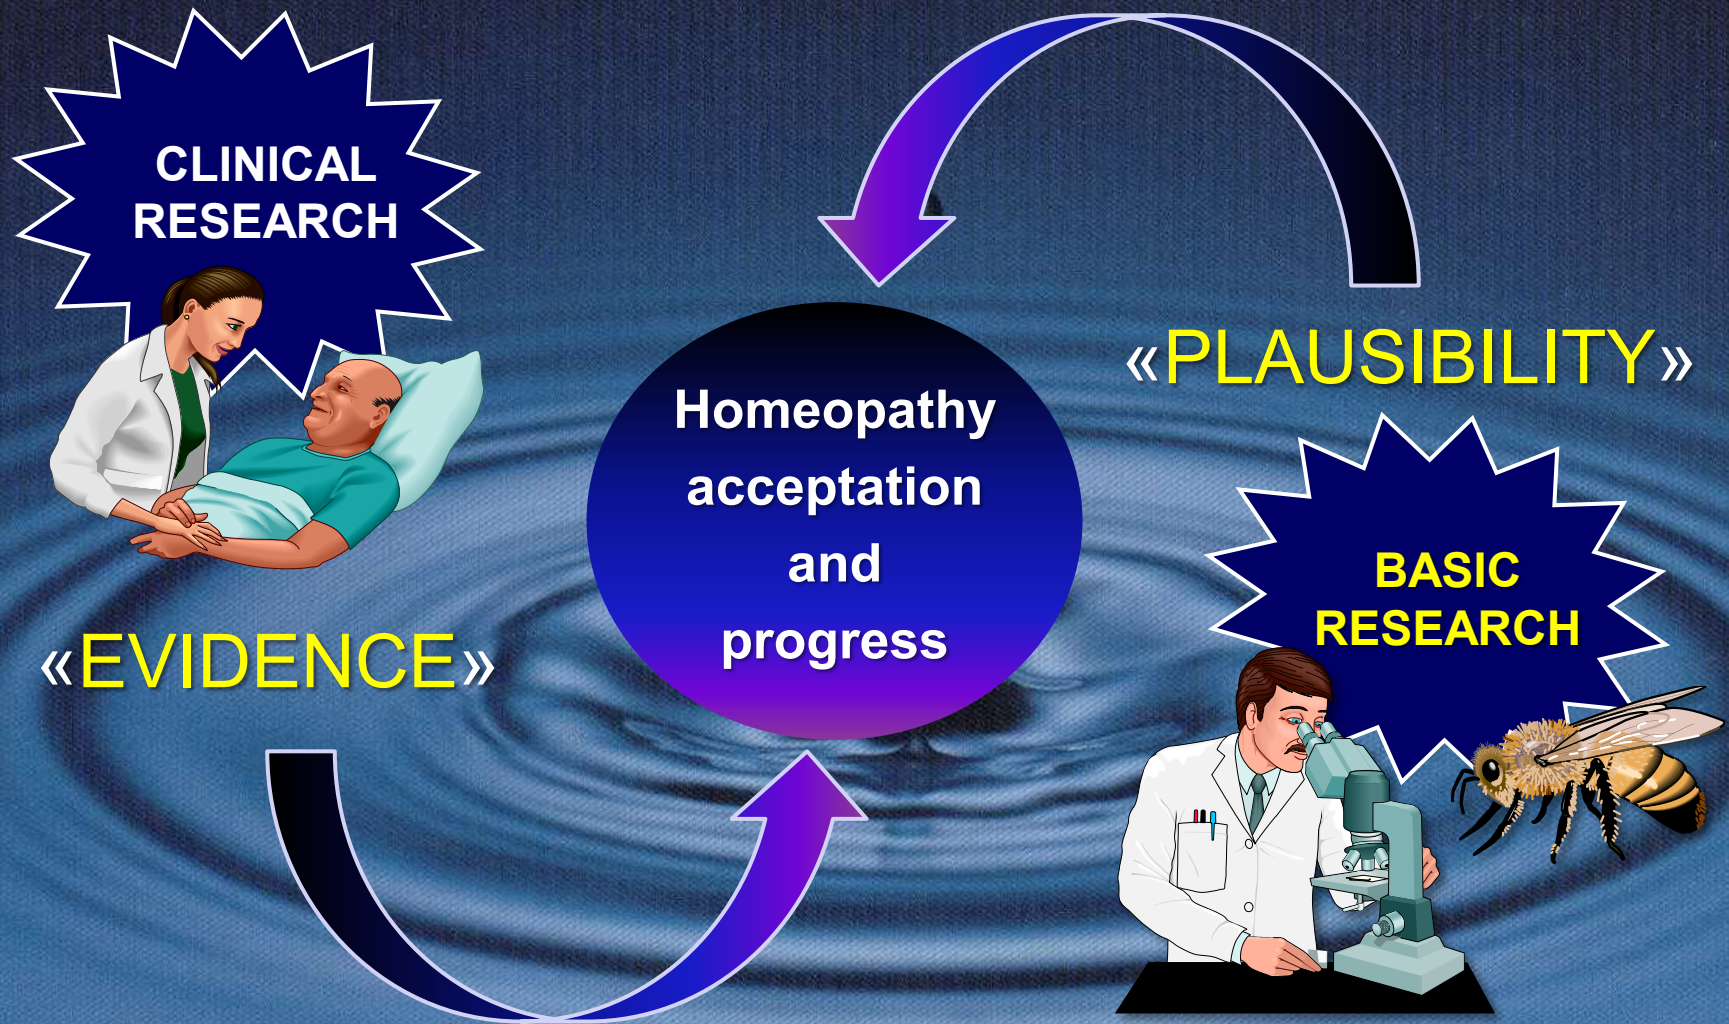 CLINICAL
RESEARCH
«EVIDENCE»
Homeopathy
acceptation
and
progress
«PLAUSIBILITY»
BASIC
RESEARCH